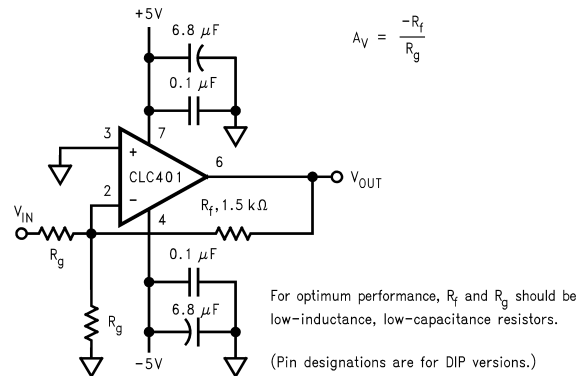 +5V
6.8 μF
A_V = -R_f / R_g
0.1 μF
3
7
+
CLC401
6
V_OUT
2
−
R_f, 1.5 kΩ
V_IN
4
R_g
0.1 μF
For optimum performance, R_f and R_g should be
low-inductance, low-capacitance resistors.
6.8 μF
R_g
(Pin designations are for DIP versions.)
−5V